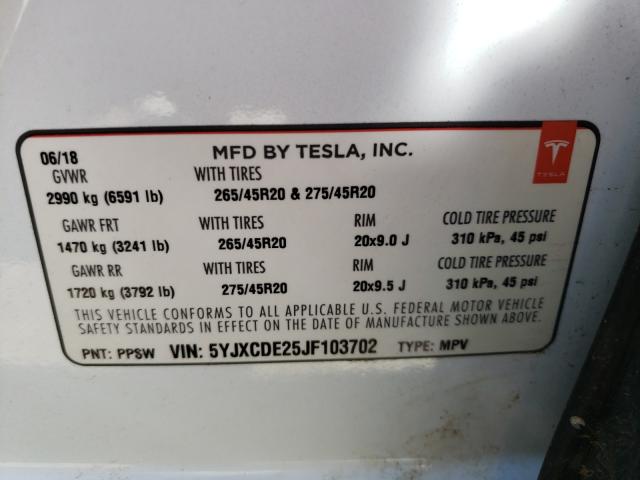 06/18 MFD BY TESLA, INC.
GVWR WITH TIRES
2990 kg (6591 lb) 265/45R20 & 275/45R20
TESLA
GAWR FRT WITH TIRES RIM COLD TIRE PRESSURE
1470 kg (3241 lb) 265/45R20 20x9.0 J 310 kPa, 45 psi
GAWR RR WITH TIRES RIM COLD TIRE PRESSURE
1720 kg (3792 lb) 275/45R20 20x9.5 J 310 kPa, 45 psi
THIS VEHICLE CONFORMS TO ALL APPLICABLE U.S. FEDERAL MOTOR VEHICLE
SAFETY STANDARDS IN EFFECT ON THE DATE OF MANUFACTURE SHOWN ABOVE.
PNT: PPSW VIN: 5YJXCDE25JF103702 TYPE: MPV